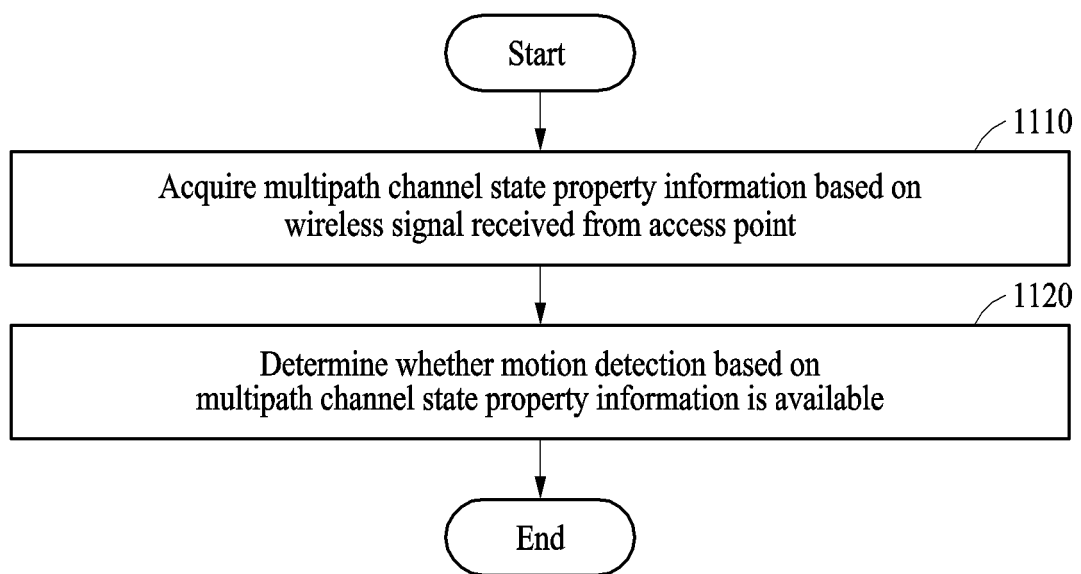 Start
1110
Acquire multipath channel state property information based on
wireless signal received from access point
1120
Determine whether motion detection based on
multipath channel state property information is available
End